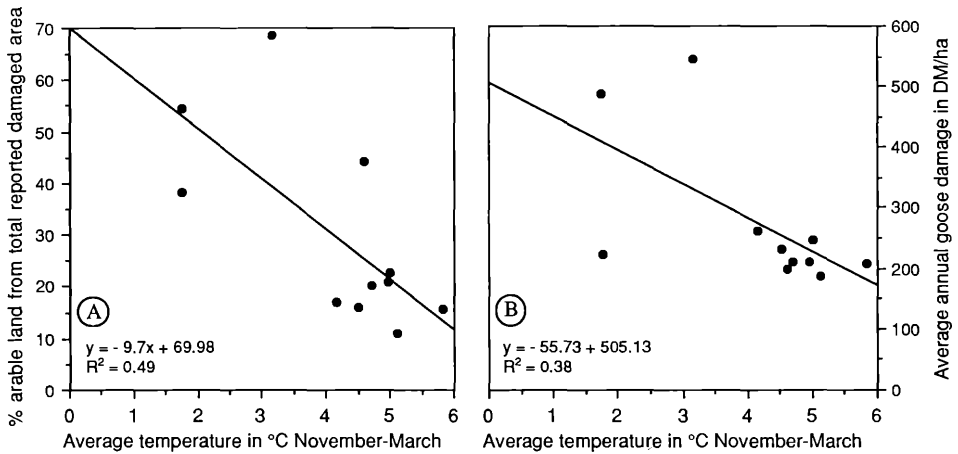 % arable land from total reported damaged area
70
60
50
40
30
20
10
0
A
y = - 9.7x + 69.98
R² = 0.49
0 1 2 3 4 5 6
Average temperature in °C November-March
B
y = - 55.73 + 505.13
R² = 0.38
0 1 2 3 4 5 6
Average temperature in °C November-March
600
500
400
300
200
100
0
Average annual goose damage in DM/ha